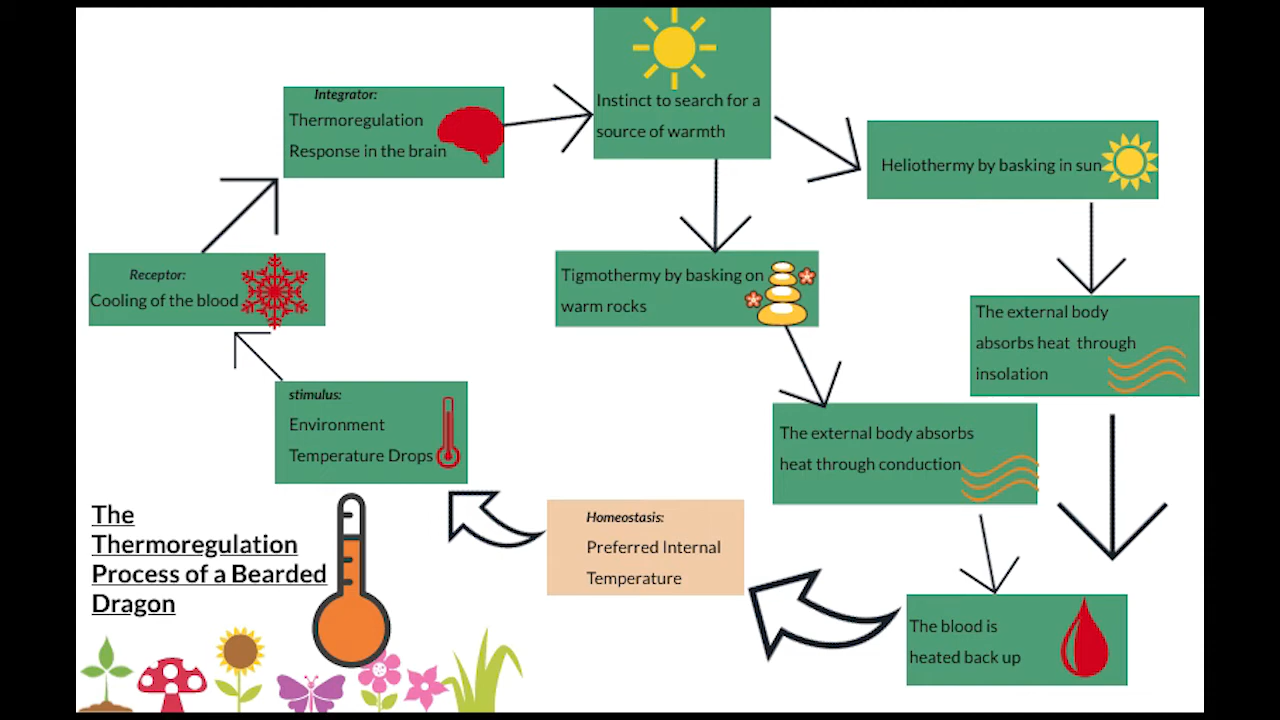 Integrator:
Thermoregulation
Response in the brain
Instinct to search for a
source of warmth
Heliothermy by basking in sun
Receptor:
Cooling of the blood
Tigmothermy by basking on
warm rocks
The external body
absorbs heat through
insolation
stimulus:
Environment
Temperature Drops
The external body absorbs
heat through conduction
The
Thermoregulation
Process of a Bearded
Dragon
Homeostasis:
Preferred Internal
Temperature
The blood is
heated back up